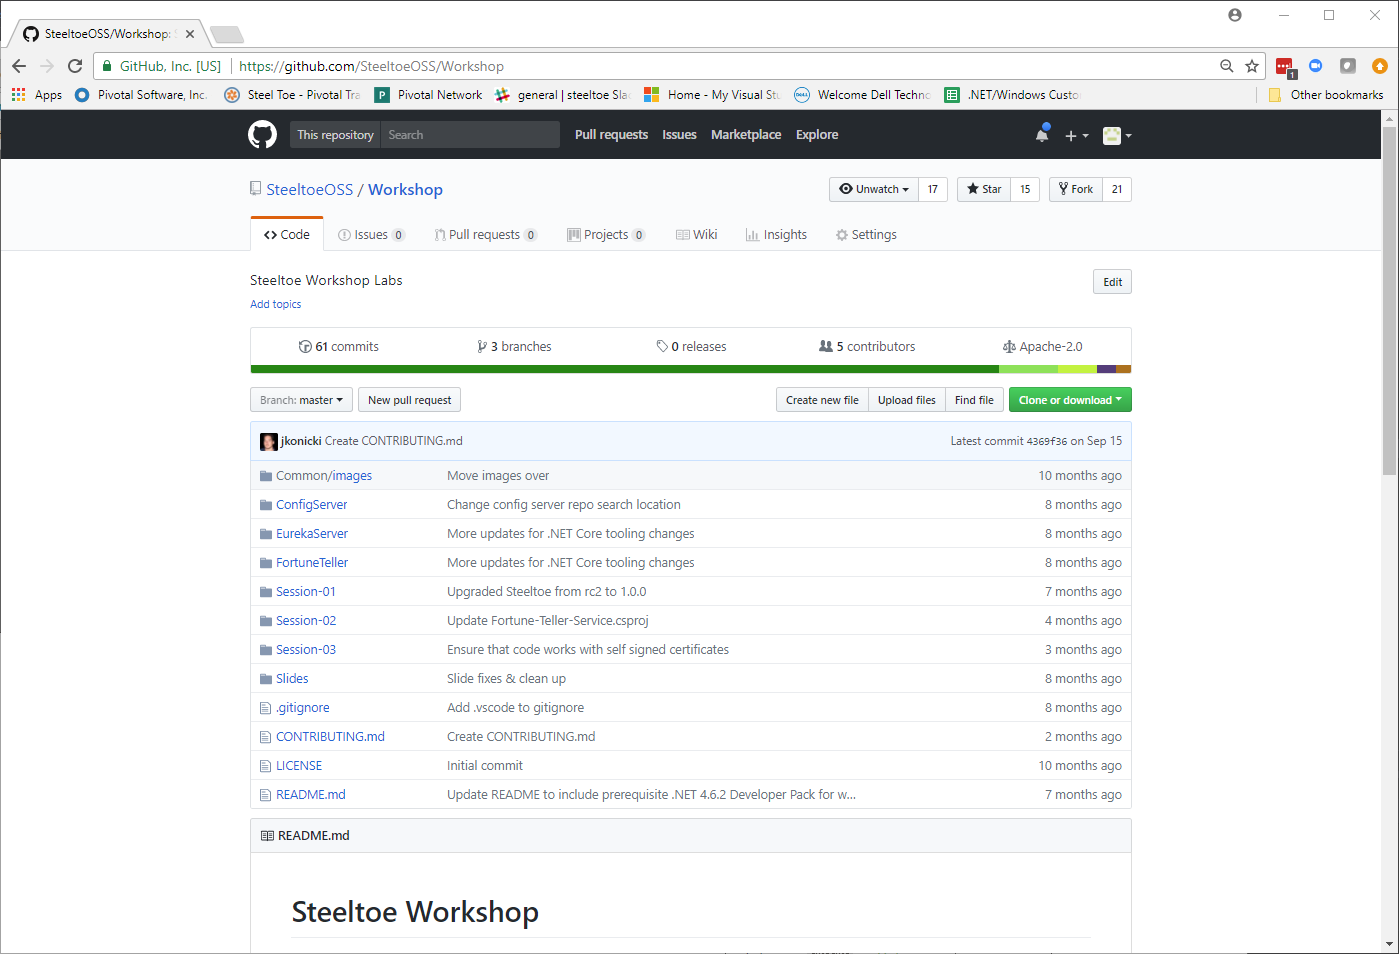 SteeltoeOSS/Workshop:
GitHub, Inc. [US] https://github.com/SteeltoeOSS/Workshop
1
Apps Pivotal Software, Inc. Steel Toe - Pivotal Tra Pivotal Network general | steeltoe Sla Home - My Visual Stu Welcome Dell Techno .NET/Windows Custo Other bookmarks
This repository Search Pull requests Issues Marketplace Explore
SteeltoeOSS / Workshop Unwatch 17 Star 15 Fork 21
Code Issues 0 Pull requests 0 Projects 0 Wiki Insights Settings
Steeltoe Workshop Labs Edit
Add topics
61 commits 3 branches 0 releases 5 contributors Apache-2.0
Branch: master New pull request Create new file Upload files Find file Clone or download
jkonicki Create CONTRIBUTING.md Latest commit 4369f36 on Sep 15
Common/images Move images over 10 months ago
ConfigServer Change config server repo search location 8 months ago
EurekaServer More updates for .NET Core tooling changes 8 months ago
FortuneTeller More updates for .NET Core tooling changes 8 months ago
Session-01 Upgraded Steeltoe from rc2 to 1.0.0 7 months ago
Session-02 Update Fortune-Teller-Service.csproj 4 months ago
Session-03 Ensure that code works with self signed certificates 3 months ago
Slides Slide fixes & clean up 8 months ago
.gitignore Add .vscode to gitignore 8 months ago
CONTRIBUTING.md Create CONTRIBUTING.md 2 months ago
LICENSE Initial commit 10 months ago
README.md Update README to include prerequisite .NET 4.6.2 Developer Pack for w... 7 months ago
README.md
Steeltoe Workshop